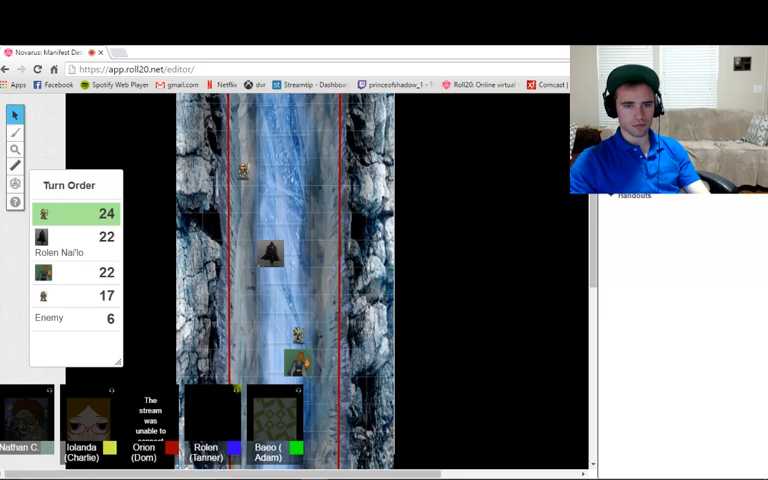 Novarus: Manifest De
https://app.roll20.net/editor/
Apps Facebook Spotify Web Player gmail.com Netflix dvr Streamtip - Dashboa princeofshadow_1 - T Roll20: Online virtual Comcast
Handouts
Turn Order
24
22
Rolen Nai'lo
22
17
Enemy 6
The
stream
was
unable to
Nathan C.
Iolanda
(Charlie)
Orion
(Dom)
Rolen
(Tanner)
Baeo (
Adam)